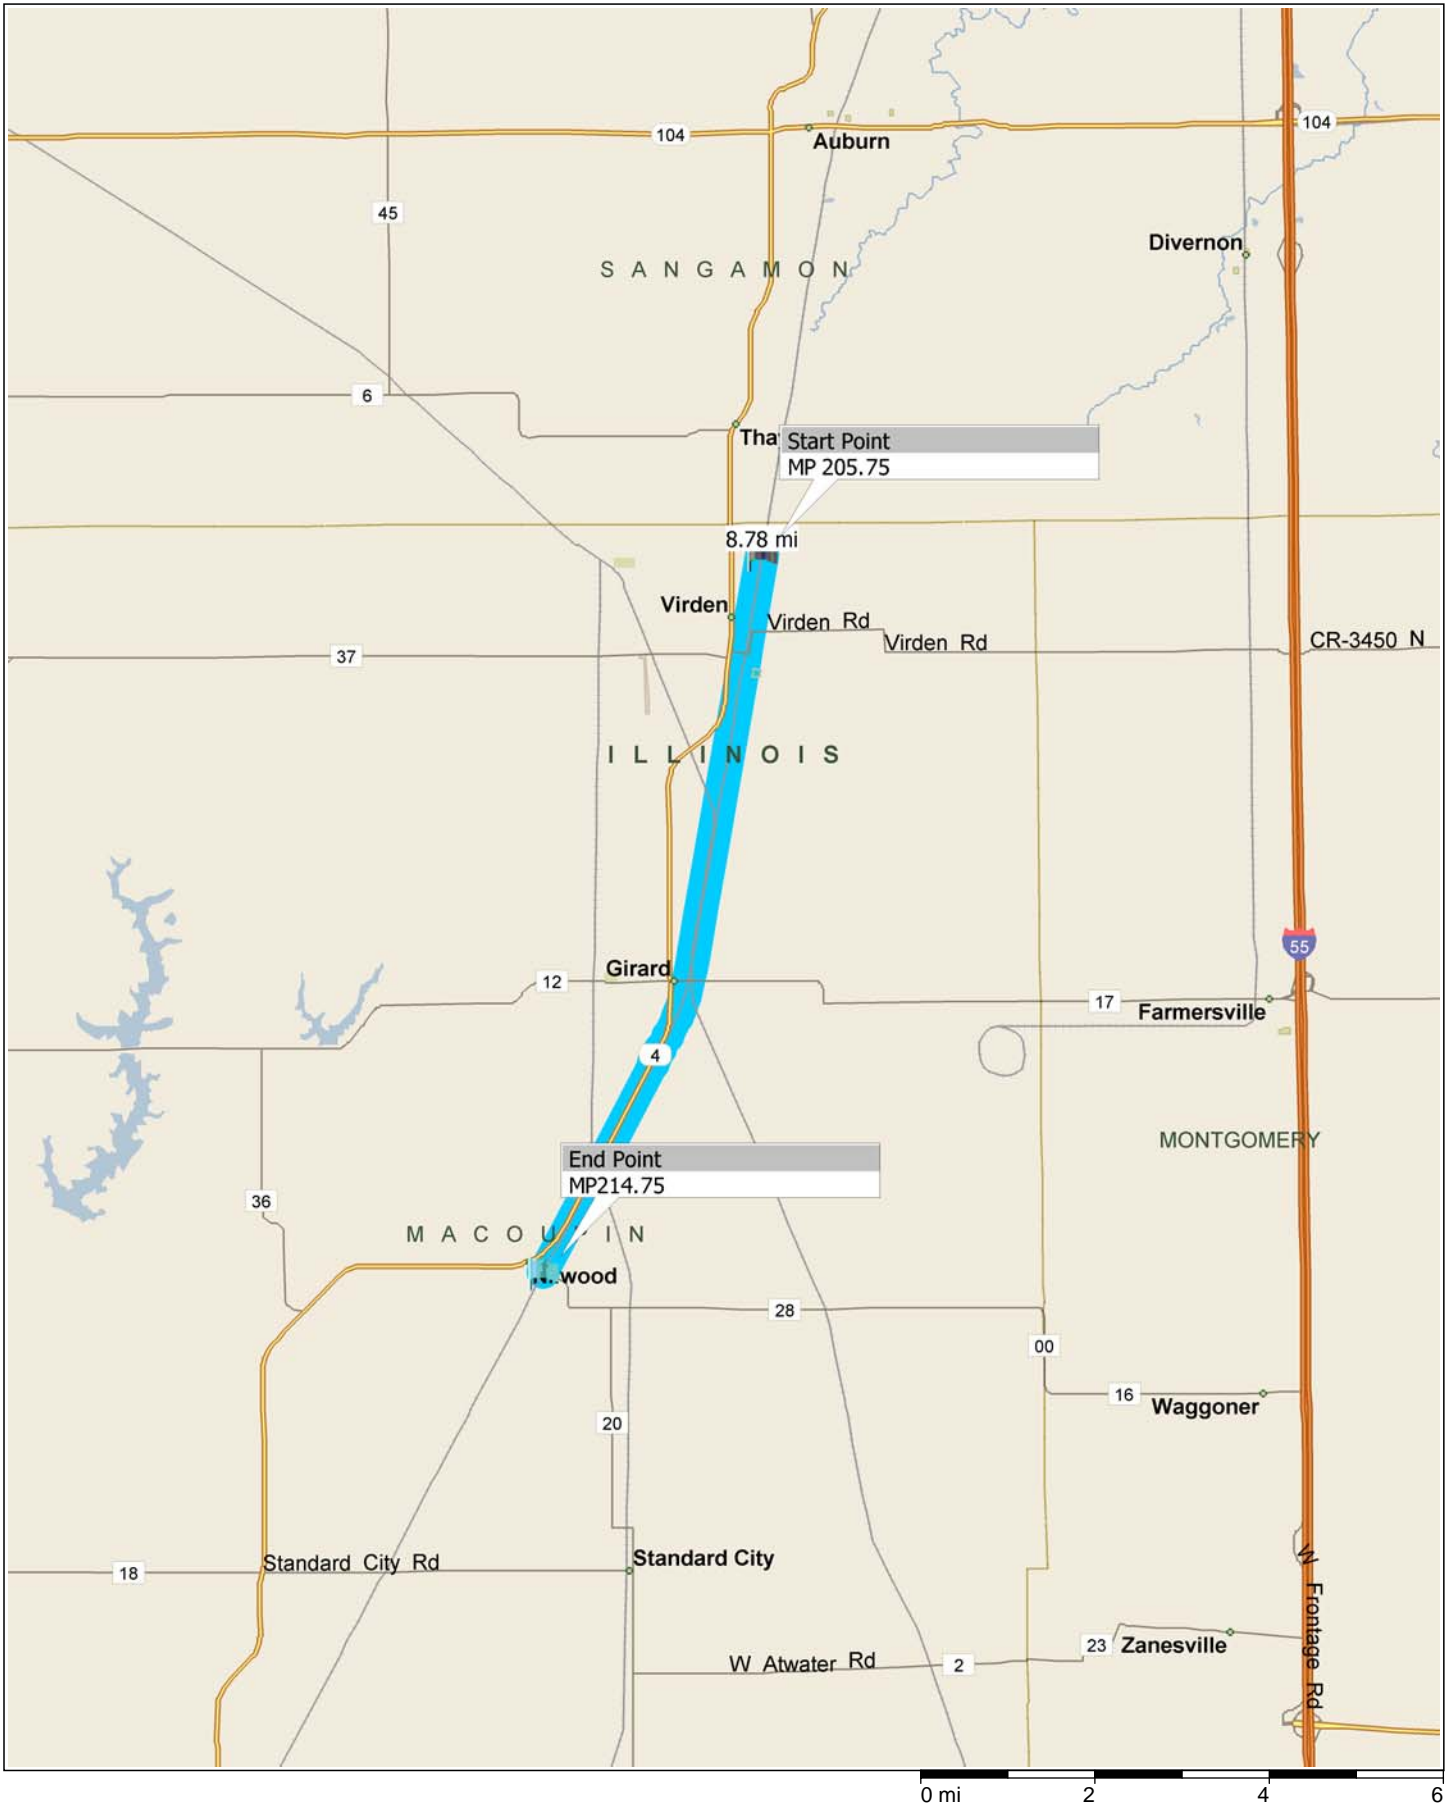 104
Auburn
104
45
Divernon
SANGAMON
6
Start Point
MP 205.75
8.78 mi
Virden
Virden Rd
Virden Rd
CR-3450 N
37
ILLINOIS
55
Girard
12
17
Farmersville
4
MONTGOMERY
End Point
MP214.75
36
28
00
16
Waggoner
20
Standard City
Standard City Rd
18
W Frontage Rd
23
Zanesville
W Atwater Rd
2
0 mi
2
4
6